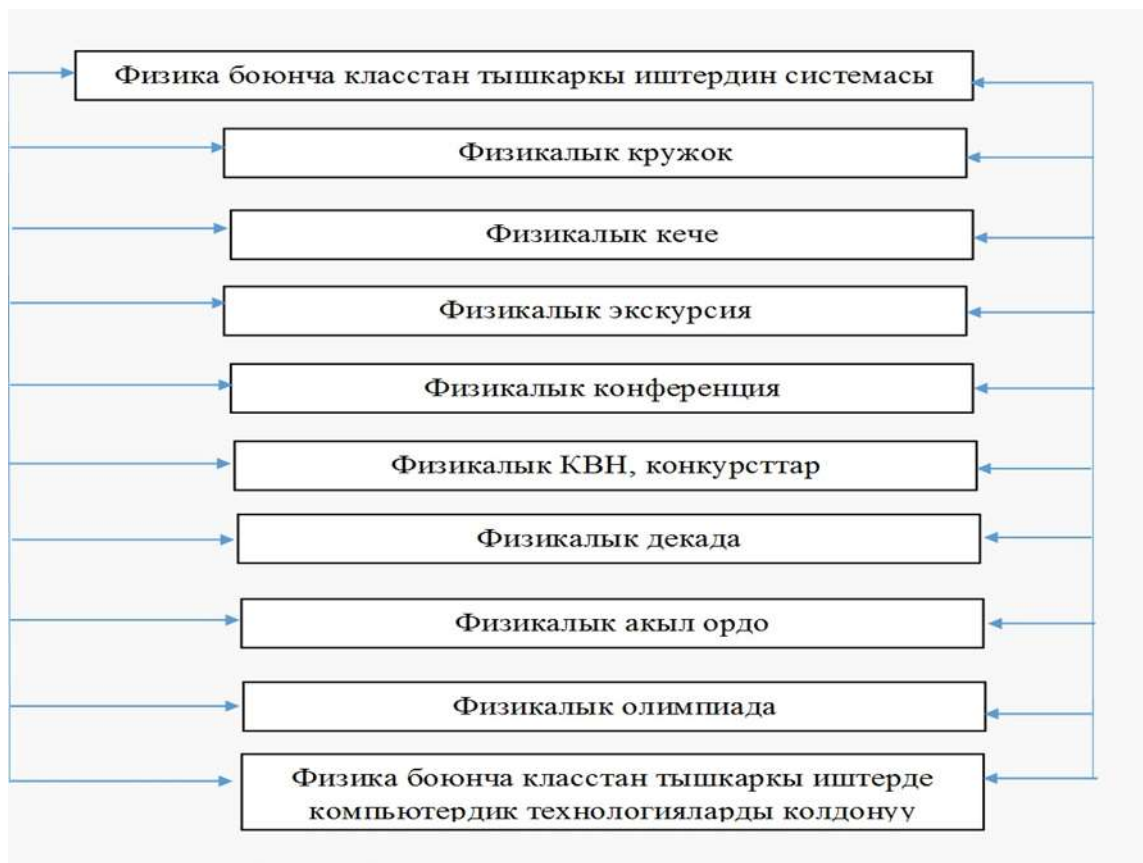 Физика боюнча класстан тышкаркы иштердин системасы
Физикалык кружок
Физикалык кече
Физикалык экскурсия
Физикалык конференция
Физикалык КВН, конкурсттар
Физикалык декада
Физикалык акыл ордо
Физикалык олимпиада
Физика боюнча класстан тышкаркы иштерде
компьютердик технологияларды колдонуу